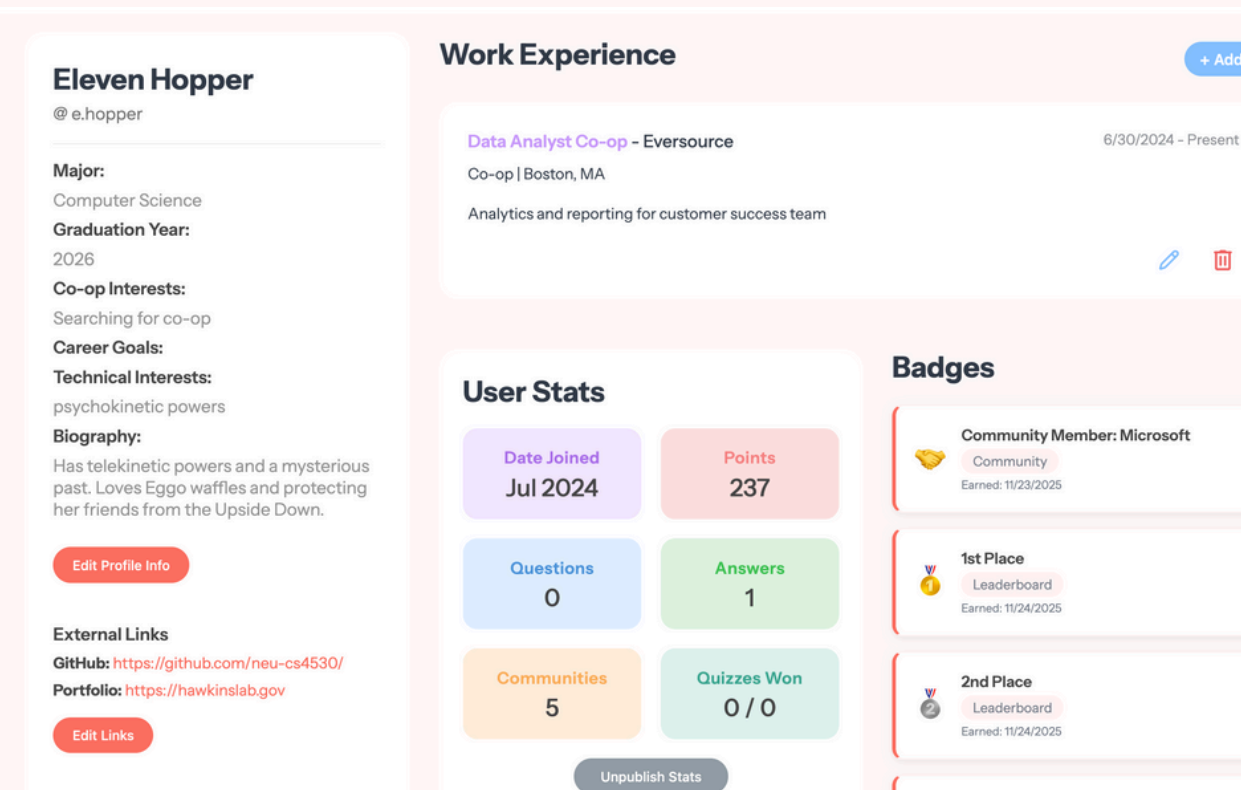 Eleven Hopper
@ e.hopper
Major:
Computer Science
Graduation Year:
2026
Co-op Interests:
Searching for co-op
Career Goals:
Technical Interests:
psychokinetic powers
Biography:
Has telekinetic powers and a mysterious
past. Loves Eggo waffles and protecting
her friends from the Upside Down.
Edit Profile Info
External Links
GitHub: https://github.com/neu-cs4530/
Portfolio: https://hawkinslab.gov
Edit Links
Work Experience
+ Add
Data Analyst Co-op - Eversource
6/30/2024 - Present
Co-op | Boston, MA
Analytics and reporting for customer success team
User Stats
Date Joined
Jul 2024
Points
237
Questions
0
Answers
1
Communities
5
Quizzes Won
0 / 0
Unpublish Stats
Badges
Community Member: Microsoft
Community
Earned: 11/23/2025
1
1st Place
Leaderboard
Earned: 11/24/2025
2
2nd Place
Leaderboard
Earned: 11/24/2025